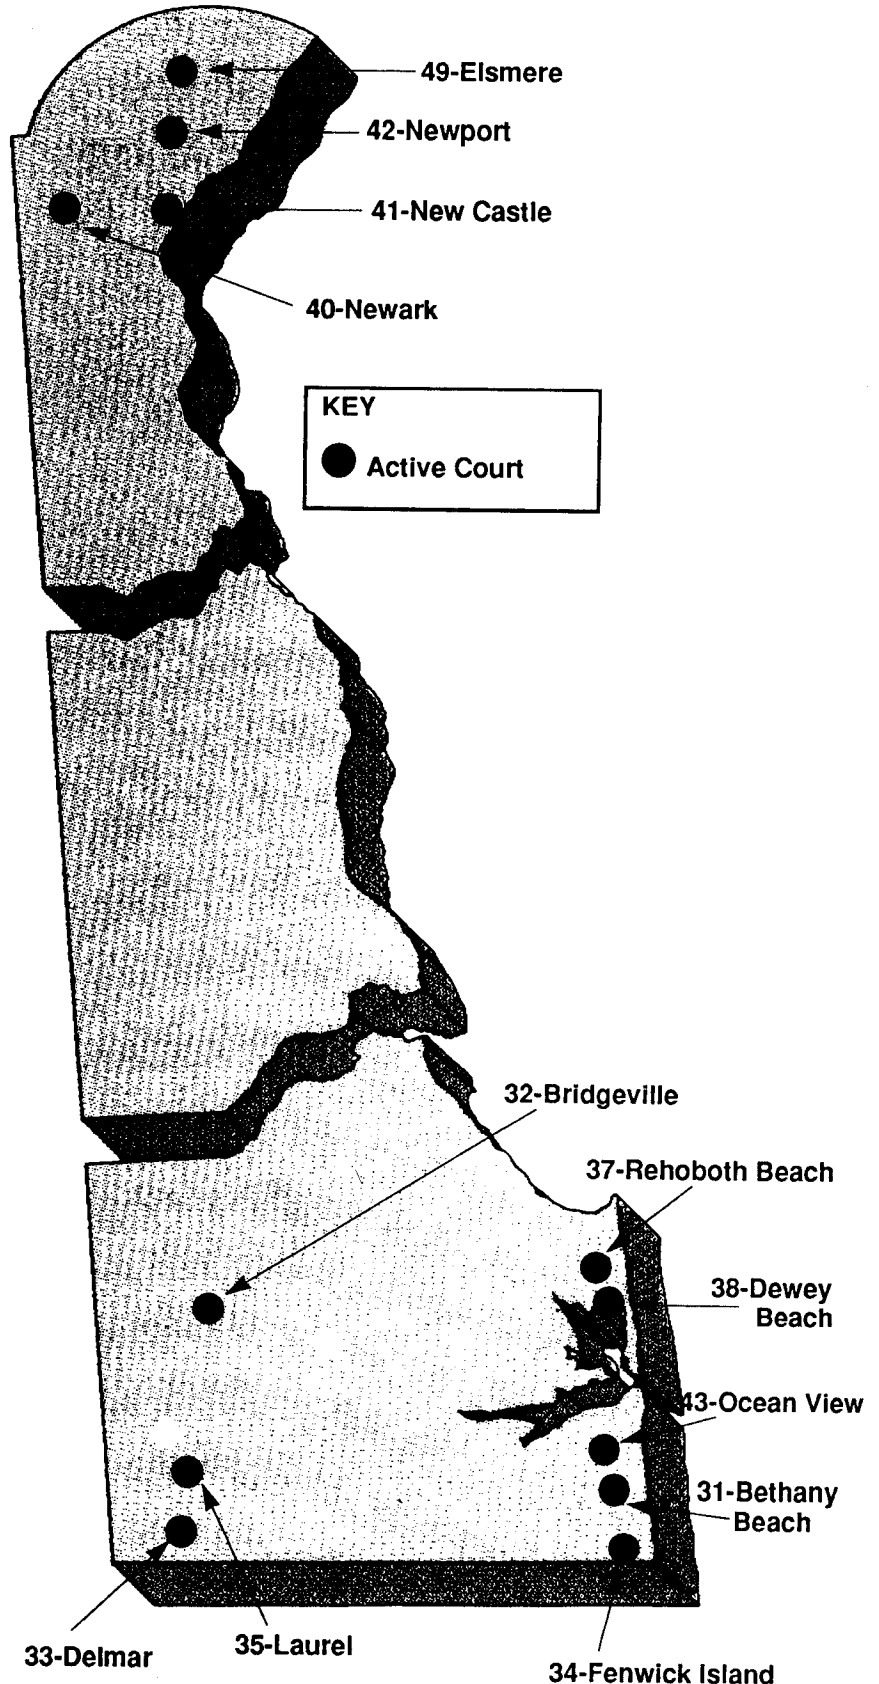 49-Elsmere
42-Newport
41-New Castle
40-Newark
KEY
Active Court
32-Bridgeville
37-Rehoboth Beach
38-Dewey
Beach
43-Ocean View
31-Bethany
Beach
33-Delmar
35-Laurel
34-Fenwick Island